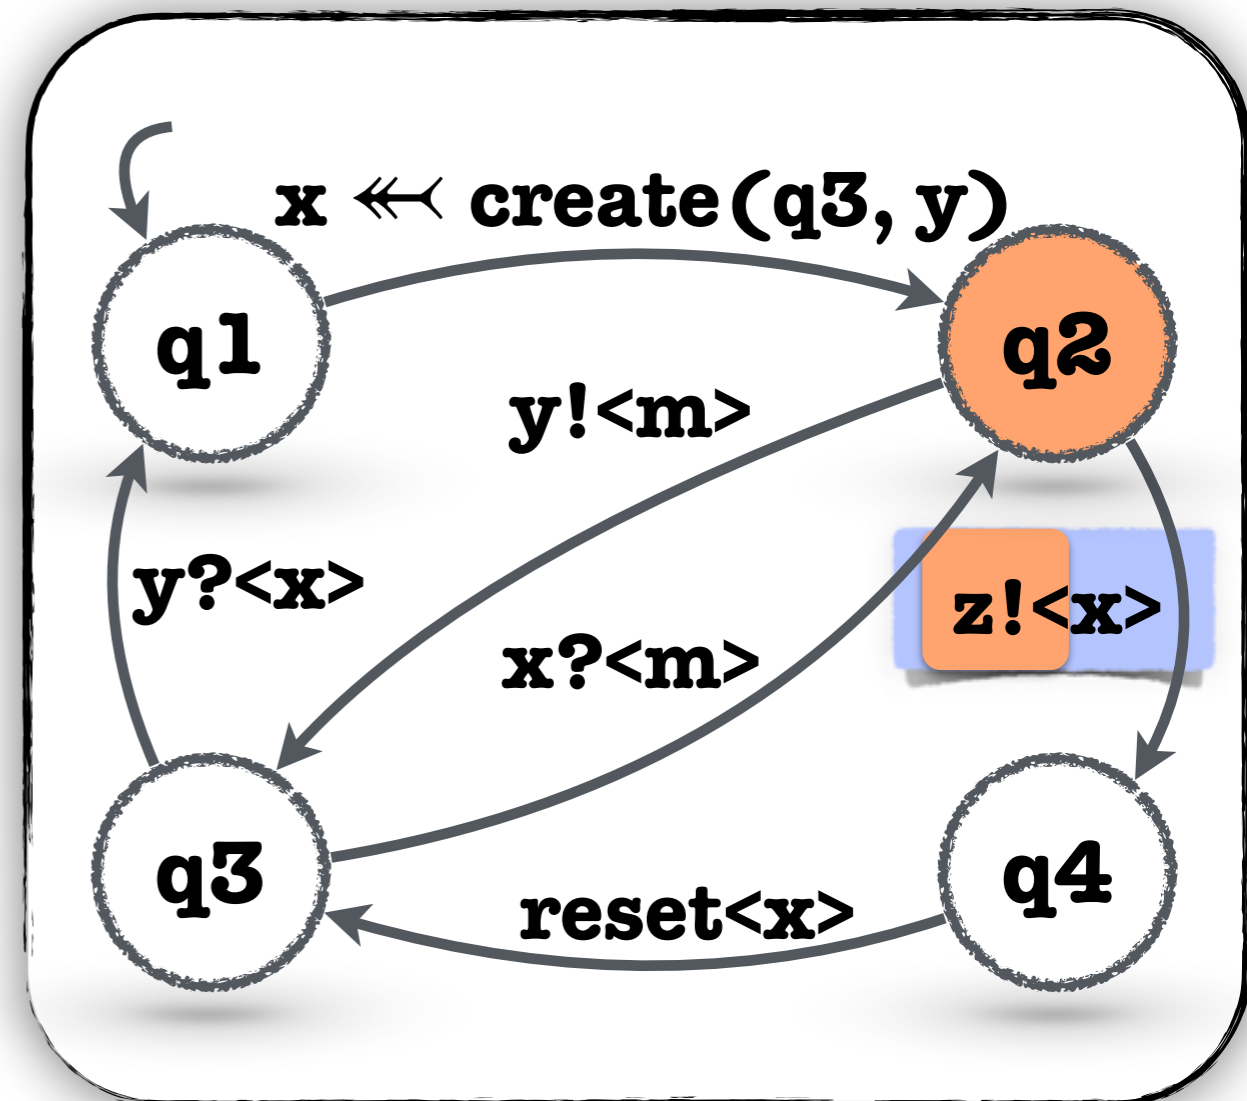 x ⤛ create(q3,y)
q1
q2
y!<m>
y?<x>
z!<x>
x?<m>
q3
q4
reset<x>